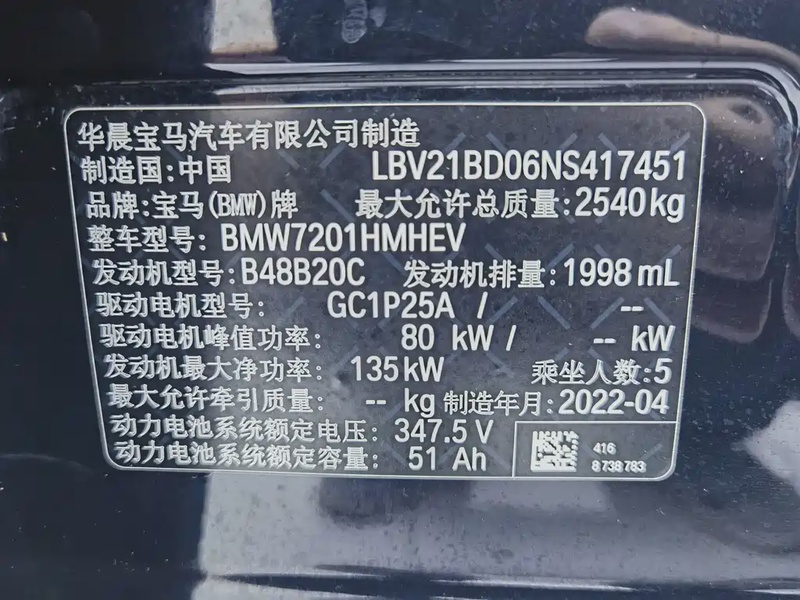 华晨宝马汽车有限公司制造
制造国:中国 LBV21BD06NS417451
品牌:宝马(BMW)牌 最大允许总质量:2540kg
整车型号: BMW7201HMHEV
发动机型号:B48B20C 发动机排量:1998 mL
驱动电机型号: GC1P25A / --
驱动电机峰值功率: 80 kW / -- kW
发动机最大净功率: 135kW 乘坐人数:5
最大允许牵引质量: -- kg 制造年月:2022-04
动力电池系统额定电压: 347.5 V
动力电池系统额定容量: 51 Ah
416
8 738 783